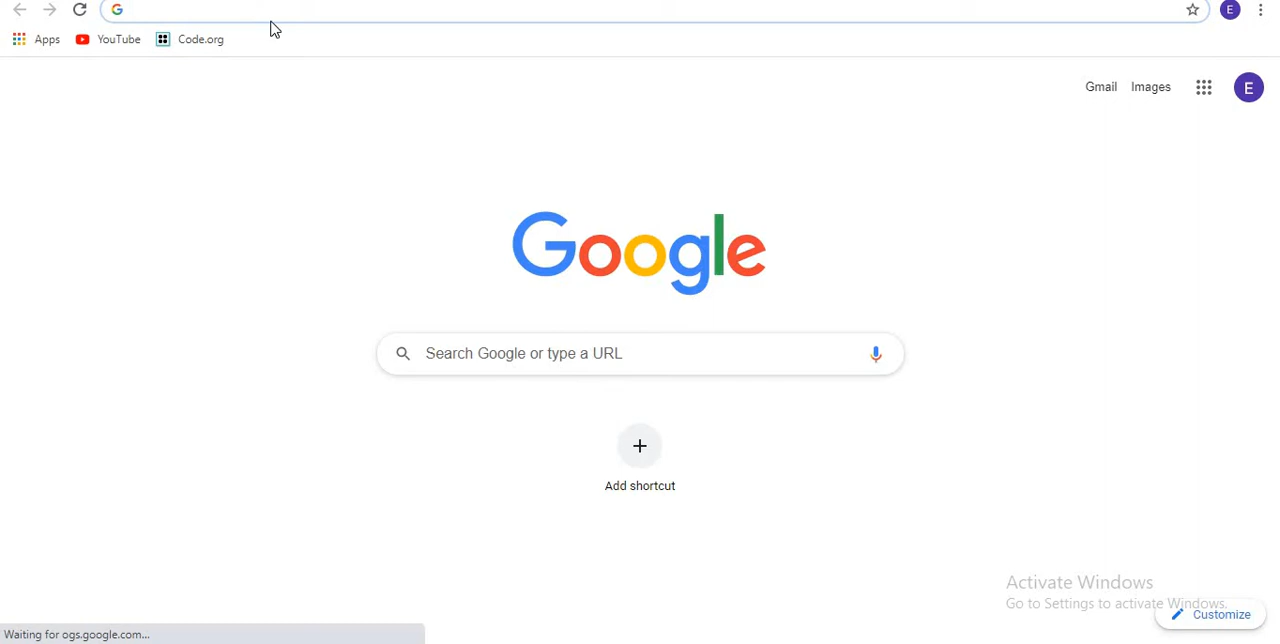 Apps YouTube Code.org
Gmail Images E
E
Google
Search Google or type a URL
Add shortcut
Activate Windows
Go to Settings to activate Windows.
Customize
Waiting for ogs.google.com...